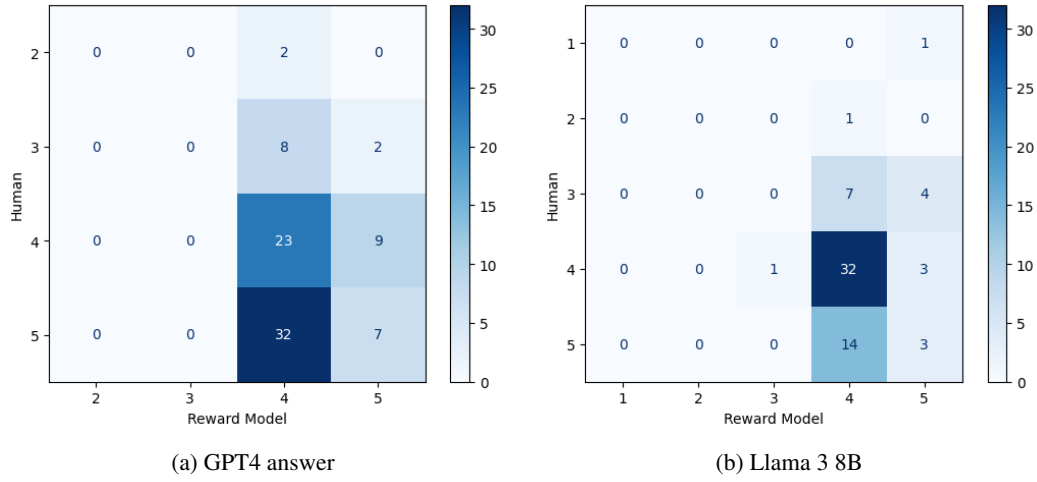 2 0 0 2 0
3 0 0 8 2
4 0 0 23 9
5 0 0 32 7
2 3 4 5
Human
Reward Model
30
25
20
15
10
5
0
(a) GPT4 answer
1 0 0 0 0 1
2 0 0 0 1 0
3 0 0 0 7 4
4 0 0 1 32 3
5 0 0 0 14 3
1 2 3 4 5
Human
Reward Model
30
25
20
15
10
5
0
(b) Llama 3 8B